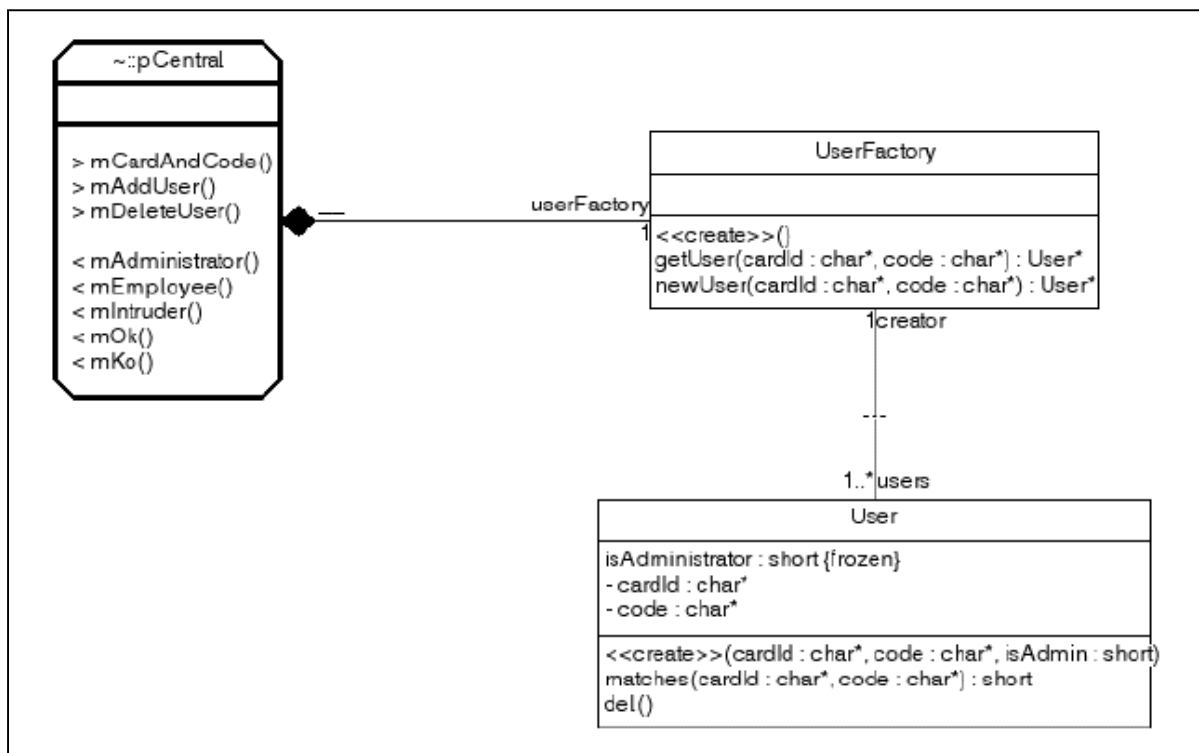 ~::pCentral
> mCardAndCode()
> mAddUser()
> mDeleteUser()
< mAdministrator()
< mEmployee()
< mIntruder()
< mOk()
< mKo()
userFactory
1
UserFactory
<<create>>()
getUser(cardId : char*, code : char*) : User*
newUser(cardId : char*, code : char*) : User*
1creator
---
1..* users
User
isAdministrator : short {frozen}
- cardId : char*
- code : char*
<<create>>(cardId : char*, code : char*, isAdmin : short)
matches(cardId : char*, code : char*) : short
del()